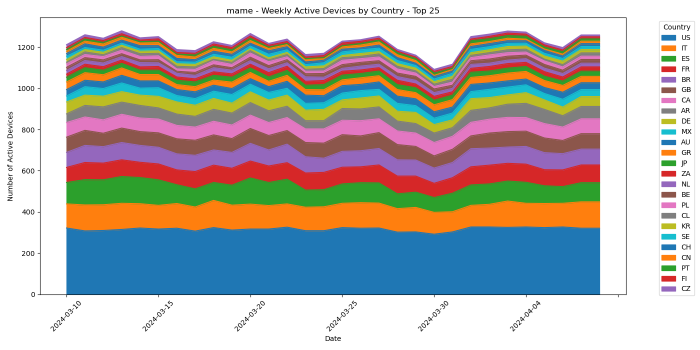 mame - Weekly Active Devices by Country - Top 25
Number of Active Devices
1200
1000
800
600
400
200
0
2024-03-10
2024-03-15
2024-03-20
2024-03-25
2024-03-30
2024-04-04
Date
Country
US
IT
ES
FR
BR
GB
CA
AR
DE
MX
AU
GR
JP
ZA
NL
BE
PL
CL
KR
SE
CH
CN
PT
FI
CZ